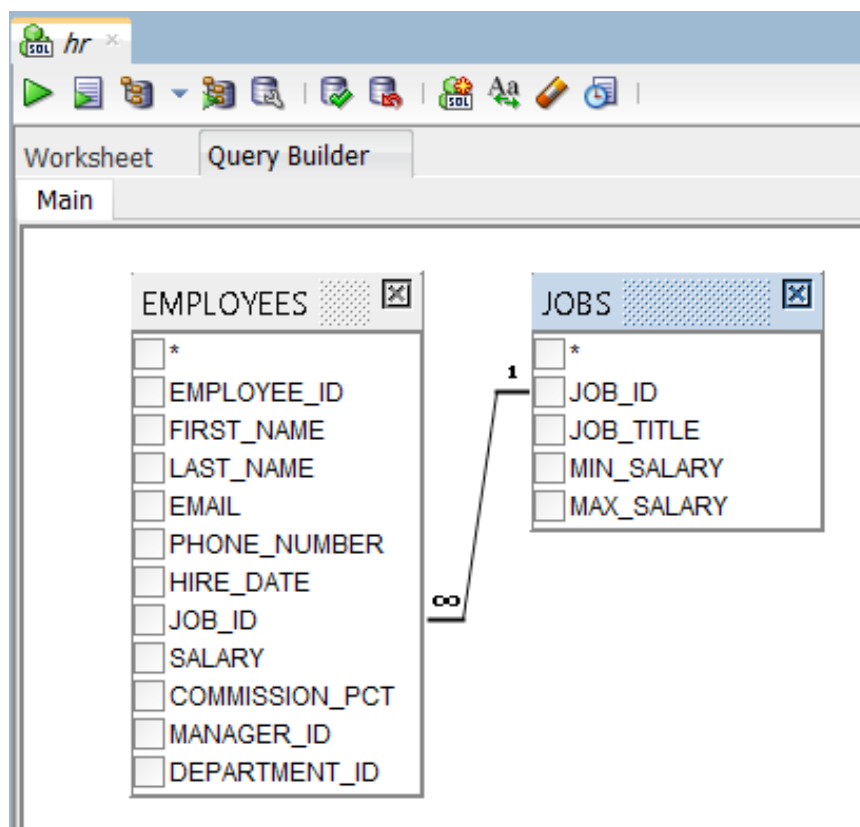 hr
Worksheet Query Builder
Main
EMPLOYEES
*
EMPLOYEE_ID
FIRST_NAME
LAST_NAME
EMAIL
PHONE_NUMBER
HIRE_DATE
JOB_ID
SALARY
COMMISSION_PCT
MANAGER_ID
DEPARTMENT_ID
∞
1
JOBS
*
JOB_ID
JOB_TITLE
MIN_SALARY
MAX_SALARY